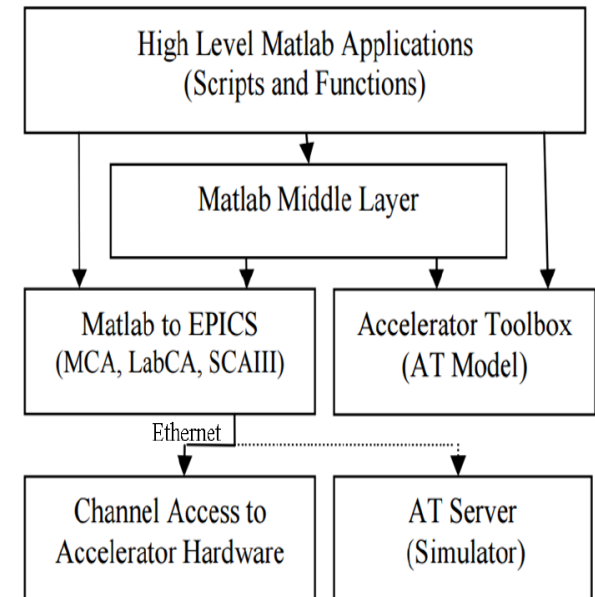 High Level Matlab Applications
(Scripts and Functions)
Matlab Middle Layer
Matlab to EPICS
(MCA, LabCA, SCAIII)
Accelerator Toolbox
(AT Model)
Ethernet
Channel Access to
Accelerator Hardware
AT Server
(Simulator)